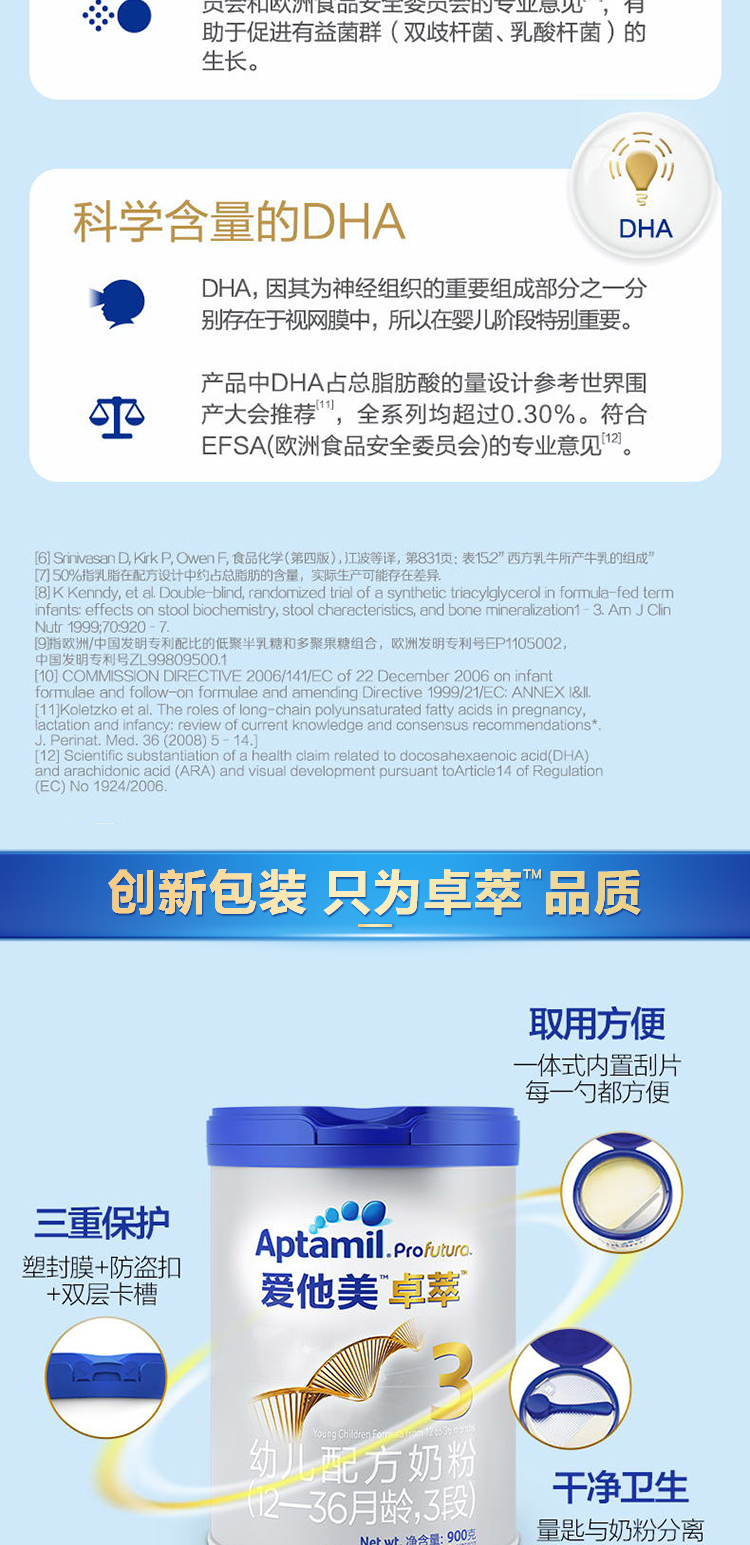 员会和欧洲食品安全委员会的专业意见，有
助于促进有益菌群（双歧杆菌、乳酸杆菌）的
生长。
DHA
科学含量的DHA
DHA，因其为神经组织的重要组成部分之一分
别存在于视网膜中，所以在婴儿阶段特别重要。
产品中DHA占总脂肪酸的量设计参考世界围
产大会推荐[11]，全系列均超过0.30%。符合
EFSA(欧洲食品安全委员会)的专业意见[12]。
[6] Srinivasan D, Kirk P, Owen F, 食品化学（第四版）, 江波等译，第831页：表15.2" 西方乳牛所产牛乳的组成"
[7] 50%指乳脂在配方设计中约占总脂肪的含量，实际生产可能存在差异.
[8] K Kenndy, et al. Double-blind, randomized trial of a synthetic triacylglycerol in formula-fed term
infants: effects on stool biochemistry, stool characteristics, and bone mineralization1 - 3. Am J Clin
Nutr 1999;70:920 - 7.
[9]指欧洲/中国发明专利配比的低聚半乳糖和多聚果糖组合，欧洲发明专利号EP1105002，
中国发明专利号ZL99809500.1
[10] COMMISSION DIRECTIVE 2006/141/EC of 22 December 2006 on infant
formulae and follow-on formulae and amending Directive 1999/21/EC: ANNEX I&II.
[11]Koletzko et al. The roles of long-chain polyunsaturated fatty acids in pregnancy,
lactation and infancy: review of current knowledge and consensus recommendations*.
J. Perinat. Med. 36 (2008) 5 - 14.]
[12] Scientific substantiation of a health claim related to docosahexaenoic acid(DHA)
and arachidonic acid (ARA) and visual development pursuant toArticle14 of Regulation
(EC) No 1924/2006.
创新包装 只为卓萃™品质
取用方便
一体式内置刮片
每一勺都方便
三重保护
塑封膜+防盗扣
+双层卡槽
Aptamil. Profutura.
爱他美™卓萃™
3
Young Children Formula from 12 to 36 months
幼儿配方奶粉
(12—36月龄,3段)
Net wt. 净含量: 900克
干净卫生
量匙与奶粉分离